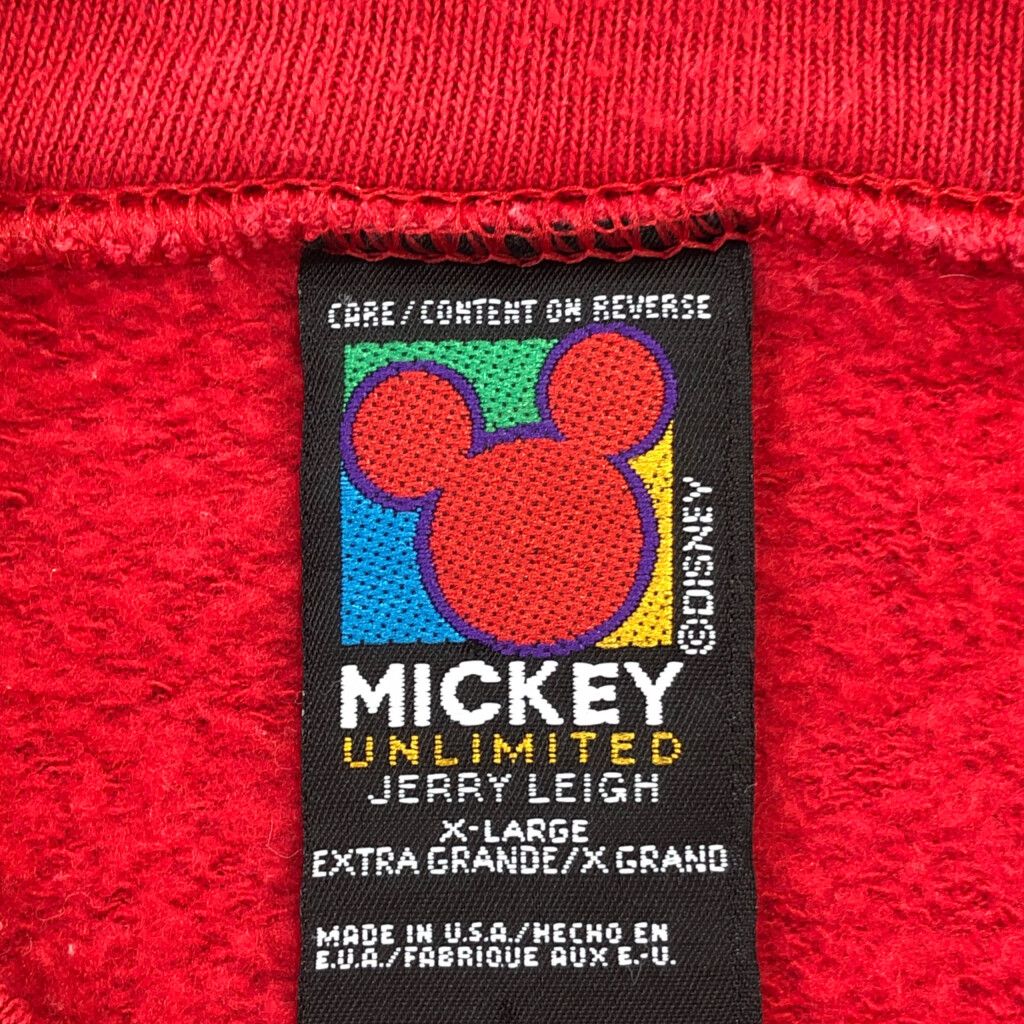 CARE/CONTENT ON REVERSE
©DISNEY
MICKEY
UNLIMITED
JERRY LEIGH
X-LARGE
EXTRA GRANDE/X GRAND
MADE IN U.S.A./HECHO EN
E.U.A./FABRIQUE AUX E.-U.